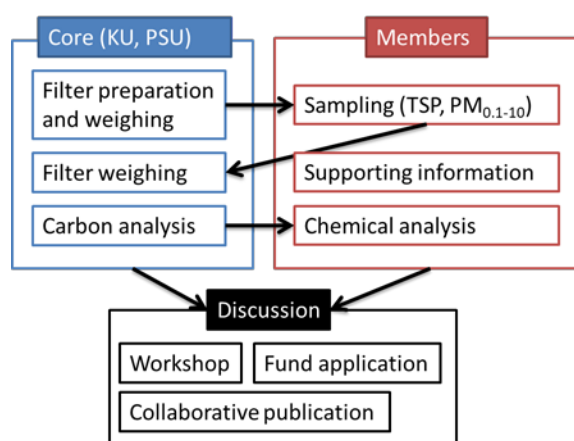 Core (KU, PSU)
Filter preparation
and weighing
Filter weighing
Carbon analysis
Members
Sampling (TSP, PM0.1-10)
Supporting information
Chemical analysis
Discussion
Workshop
Fund application
Collaborative publication